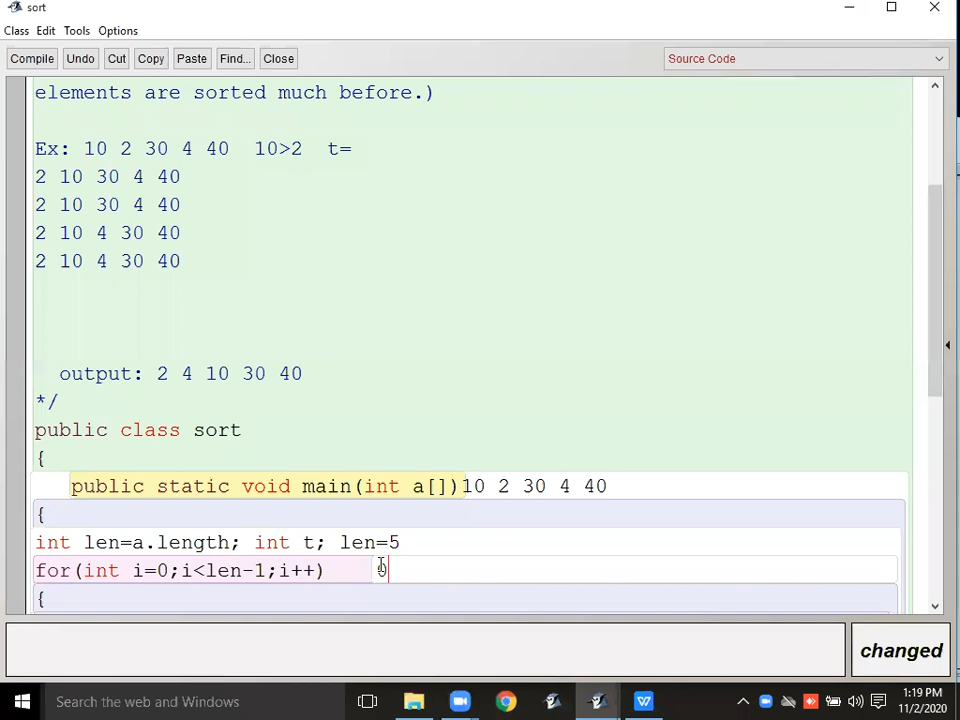 sort
Class Edit Tools Options
Compile Undo Cut Copy Paste Find... Close Source Code
elements are sorted much before.)
Ex: 10 2 30 4 40 10>2 t=
2 10 30 4 40
2 10 30 4 40
2 10 4 30 40
2 10 4 30 40
output: 2 4 10 30 40
*/
public class sort
{
public static void main(int a[])10 2 30 4 40
{
int len=a.length; int t; len=5
for(int i=0;i<len-1;i++) 0
{
changed
Search the web and Windows
1:19 PM
11/2/2020